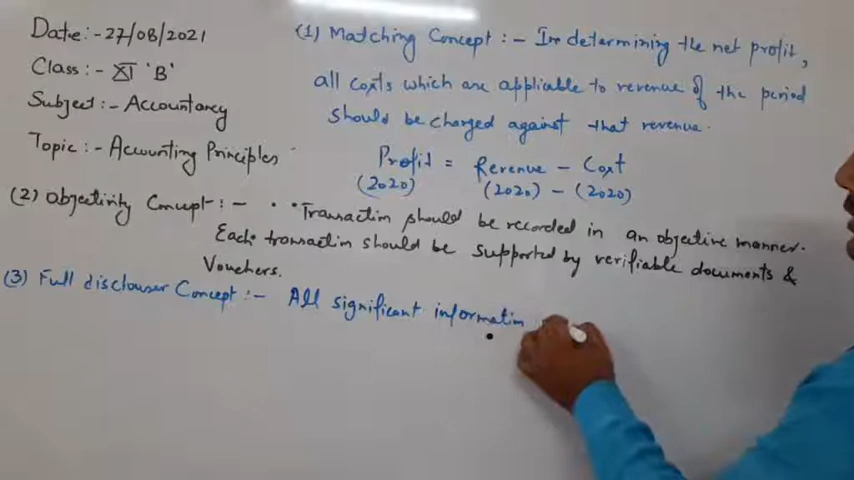 Date:- 27/08/2021
Class:- XI 'B'
Subject:- Accountancy
Topic:- Accounting Principles
(1) Matching Concept:- In determining the net profit,
all costs which are applicable to revenue of the period
should be charged against that revenue.
Profit = Revenue - Cost
(2020) (2020) - (2020)
(2) Objectivity Concept:- Transaction should be recorded in an objective manner.
Each transaction should be supported by verifiable documents &
Vouchers.
(3) Full disclouser Concept:- All significant information